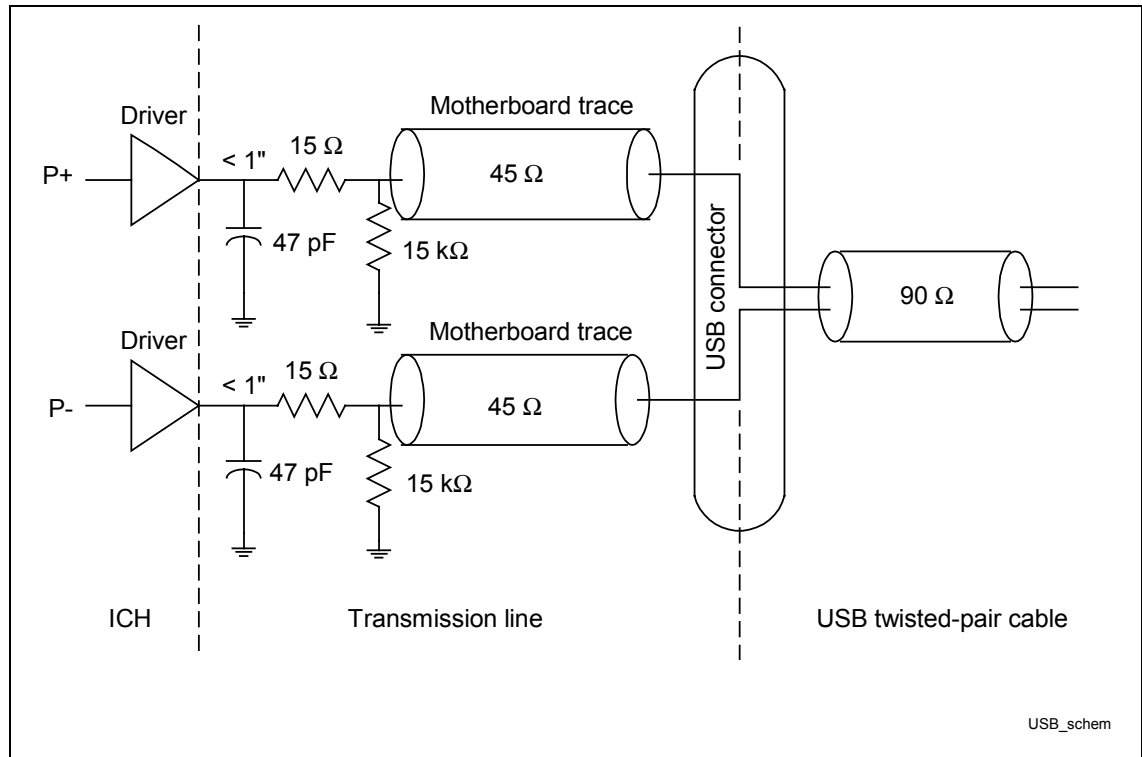 Driver
P+
< 1"
15 Ω
47 pF
15 kΩ
Motherboard trace
45 Ω
Driver
P-
< 1"
15 Ω
47 pF
15 kΩ
Motherboard trace
45 Ω
USB connector
90 Ω
ICH
Transmission line
USB twisted-pair cable
USB_schem